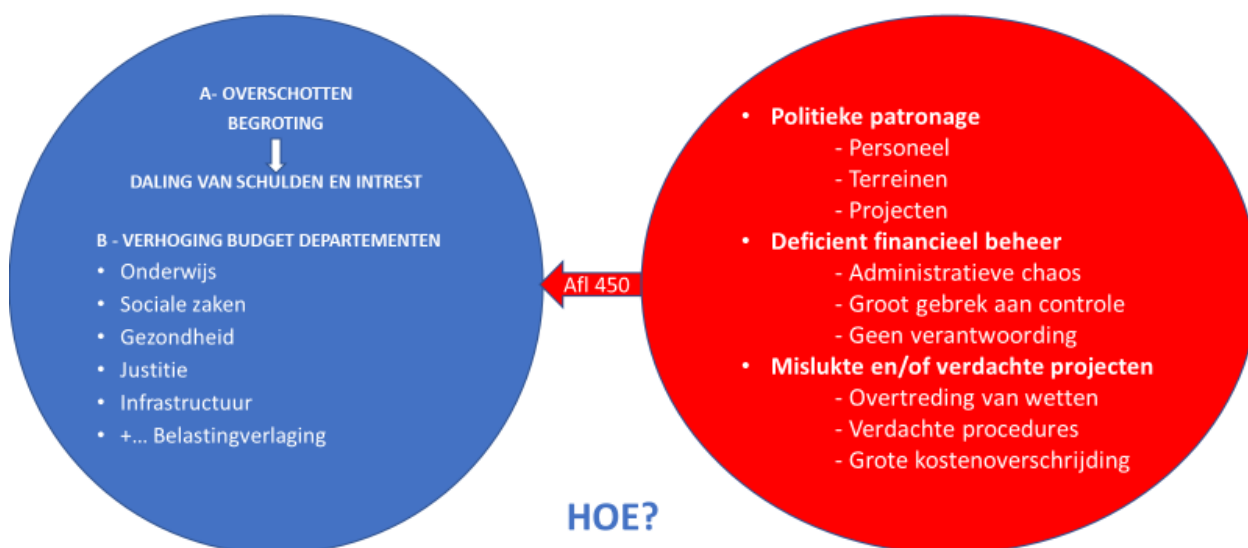 A- OVERSCHOTTEN
BEGROTING
DALING VAN SCHULDEN EN INTREST
B - VERHOGING BUDGET DEPARTEMENTEN
• Onderwijs
• Sociale zaken
• Gezondheid
• Justitie
• Infrastructuur
• +... Belastingverlaging
Afl 450
• Politieke patronage
- Personeel
- Terreinen
- Projecten
• Deficient financieel beheer
- Administratieve chaos
- Groot gebrek aan controle
- Geen verantwoording
• Mislukte en/of verdachte projecten
- Overtreding van wetten
- Verdachte procedures
- Grote kostenoverschrijding
HOE?